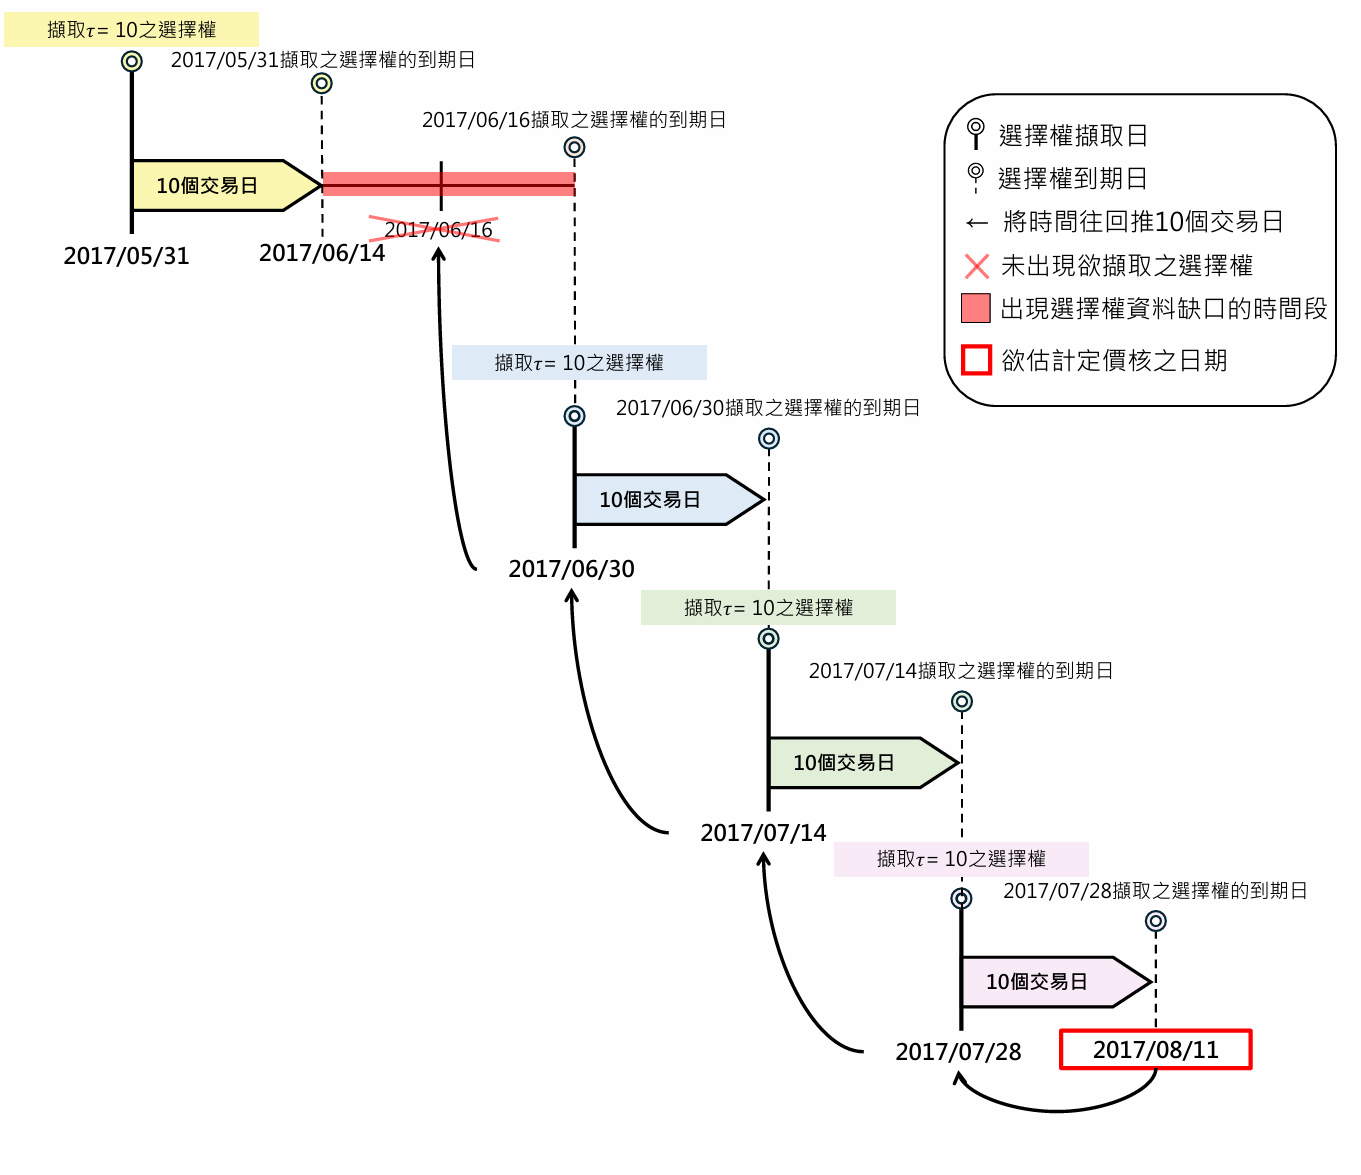 擷取τ= 10之選擇權
2017/05/31擷取之選擇權的到期日
2017/06/16擷取之選擇權的到期日
10個交易日
2017/06/16
2017/05/31
2017/06/14
選擇權擷取日
選擇權到期日
← 將時間往回推10個交易日
未出現欲擷取之選擇權
出現選擇權資料缺口的時間段
欲估計定價核之日期
擷取τ= 10之選擇權
2017/06/30擷取之選擇權的到期日
10個交易日
2017/06/30
擷取τ= 10之選擇權
2017/07/14擷取之選擇權的到期日
10個交易日
2017/07/14
擷取τ= 10之選擇權
2017/07/28擷取之選擇權的到期日
10個交易日
2017/07/28
2017/08/11